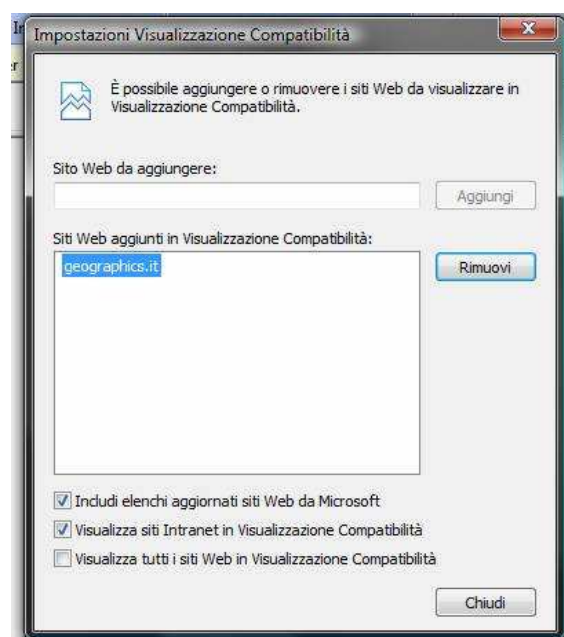 Impostazioni Visualizzazione Compatibilità
È possibile aggiungere o rimuovere i siti Web da visualizzare in
Visualizzazione Compatibilità.
Sito Web da aggiungere:
Aggiungi
Siti Web aggiunti in Visualizzazione Compatibilità:
geographics.it
Rimuovi
Includi elenchi aggiornati siti Web da Microsoft
Visualizza siti Intranet in Visualizzazione Compatibilità
Visualizza tutti i siti Web in Visualizzazione Compatibilità
Chiudi